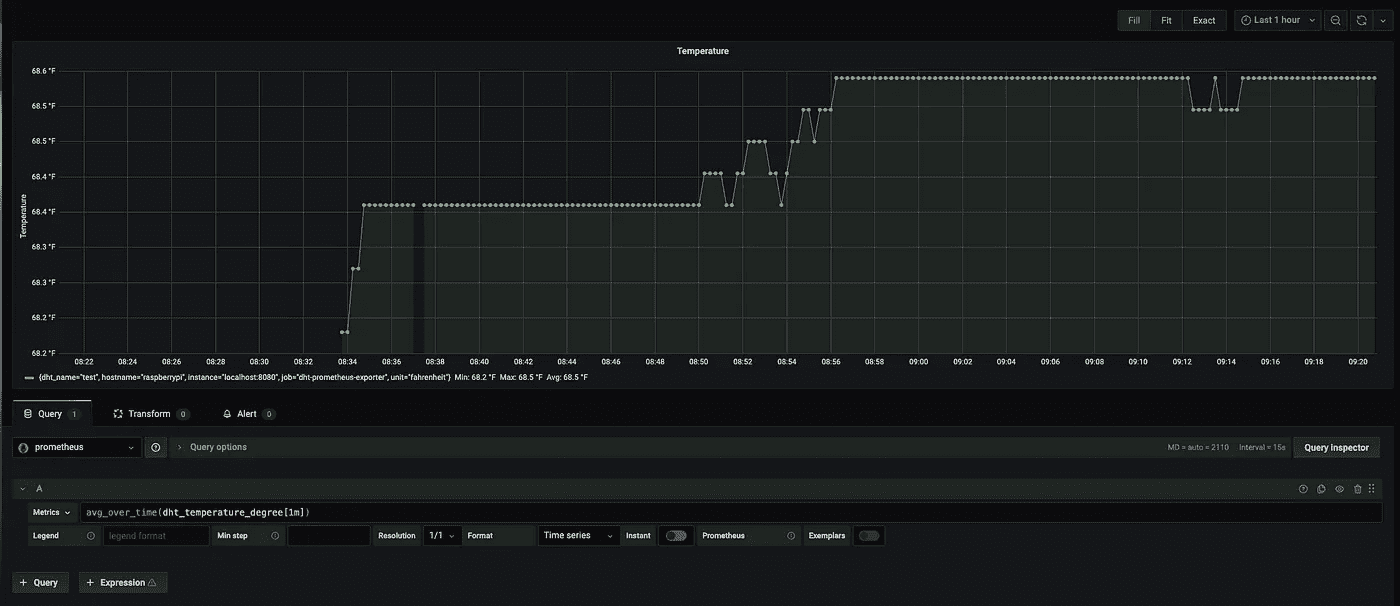 Fill Fit Exact Last 1 hour
Temperature
68.6 °F
68.5 °F
68.5 °F
68.4 °F
68.4 °F
68.3 °F
68.3 °F
68.2 °F
68.2 °F
Temperature
08:22 08:24 08:26 08:28 08:30 08:32 08:34 08:36 08:38 08:40 08:42 08:44 08:46 08:48 08:50 08:52 08:54 08:56 08:58 09:00 09:02 09:04 09:06 09:08 09:10 09:12 09:14 09:16 09:18 09:20
{dht_name="test", hostname="raspberrypi", instance="localhost:8080", job="dht-prometheus-exporter", unit="fahrenheit"} Min: 68.2 °F Max: 68.5 °F Avg: 68.5 °F
Query 1 Transform 0 Alert 0
prometheus Query options MD = auto = 2110 Interval = 15s Query inspector
A
Metrics avg_over_time(dht_temperature_degree[1m])
Legend legend format Min step Resolution 1/1 Format Time series Instant Prometheus Exemplars
+ Query + Expression